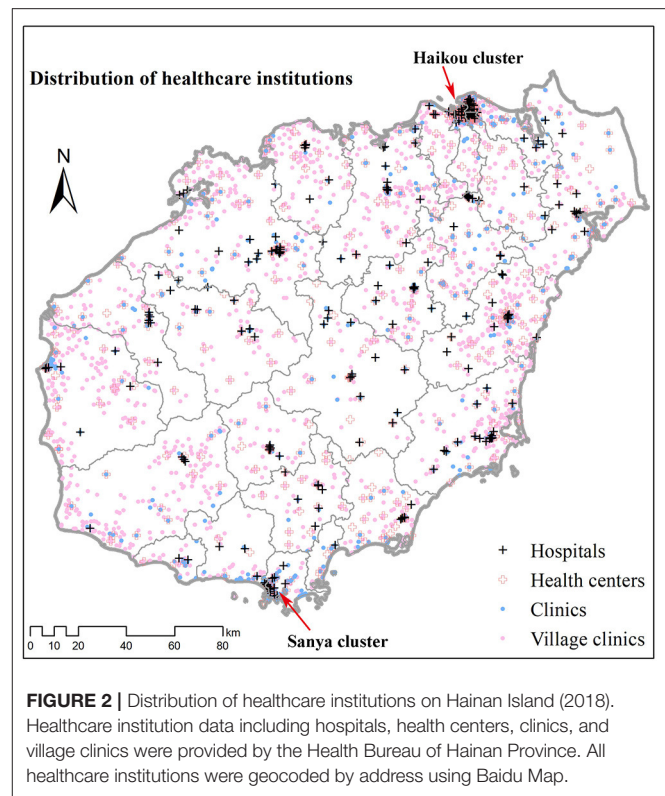 Haikou cluster
Distribution of healthcare institutions
N
Hospitals
Health centers
Clinics
Village clinics
Sanya cluster
km
0 10 20 40 60 80
FIGURE 2 | Distribution of healthcare institutions on Hainan Island (2018).
Healthcare institution data including hospitals, health centers, clinics, and
village clinics were provided by the Health Bureau of Hainan Province. All
healthcare institutions were geocoded by address using Baidu Map.